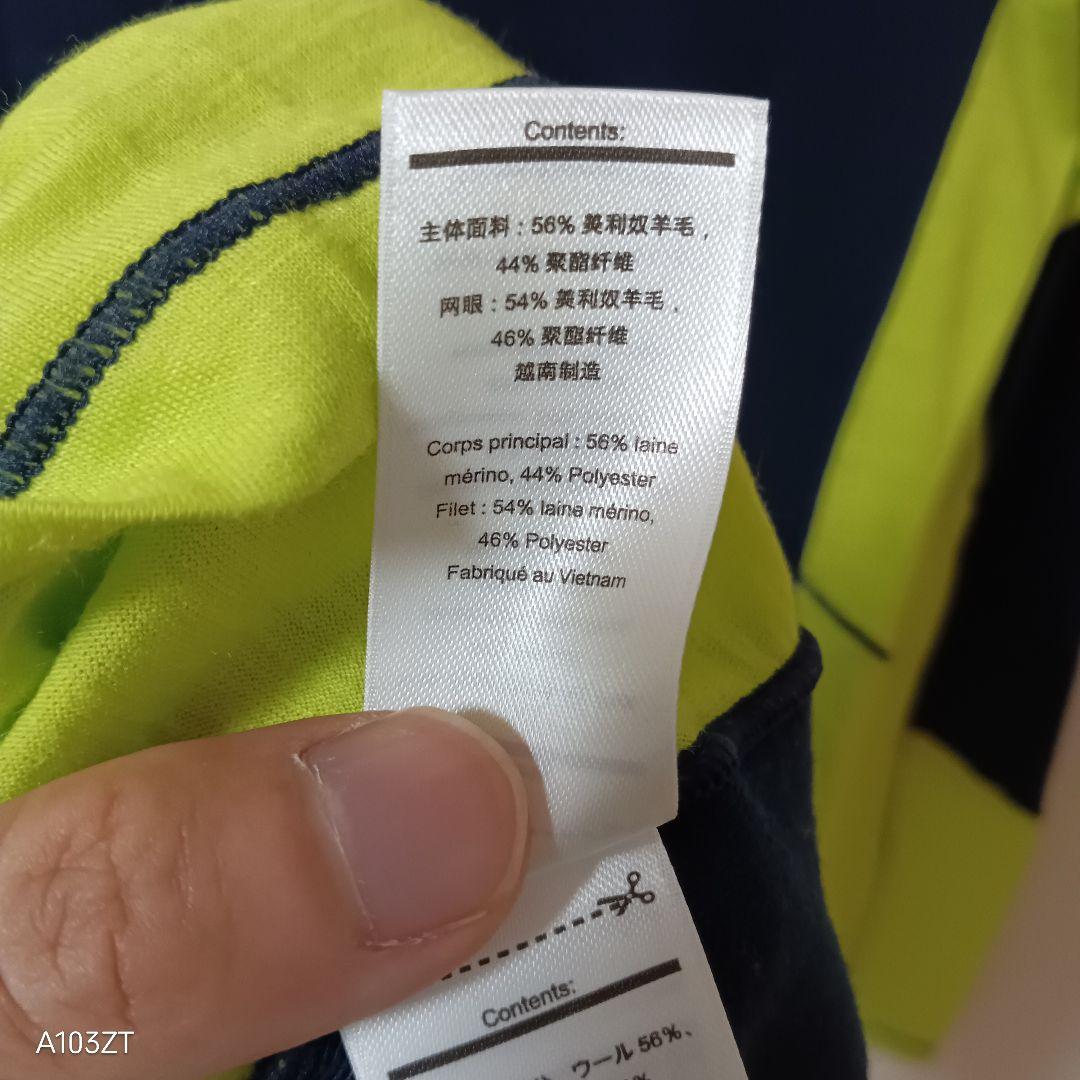 Contents:
主体面料 : 56% 美利奴羊毛 ,
44% 聚酯纤维
网眼 : 54% 美利奴羊毛 ,
46% 聚酯纤维
越南制造
Corps principal : 56% laine
mérino, 44% Polyester
Filet : 54% laine mérino,
46% Polyester
Fabriqué au Vietnam
Contents:
ウール 56%、
A103ZT